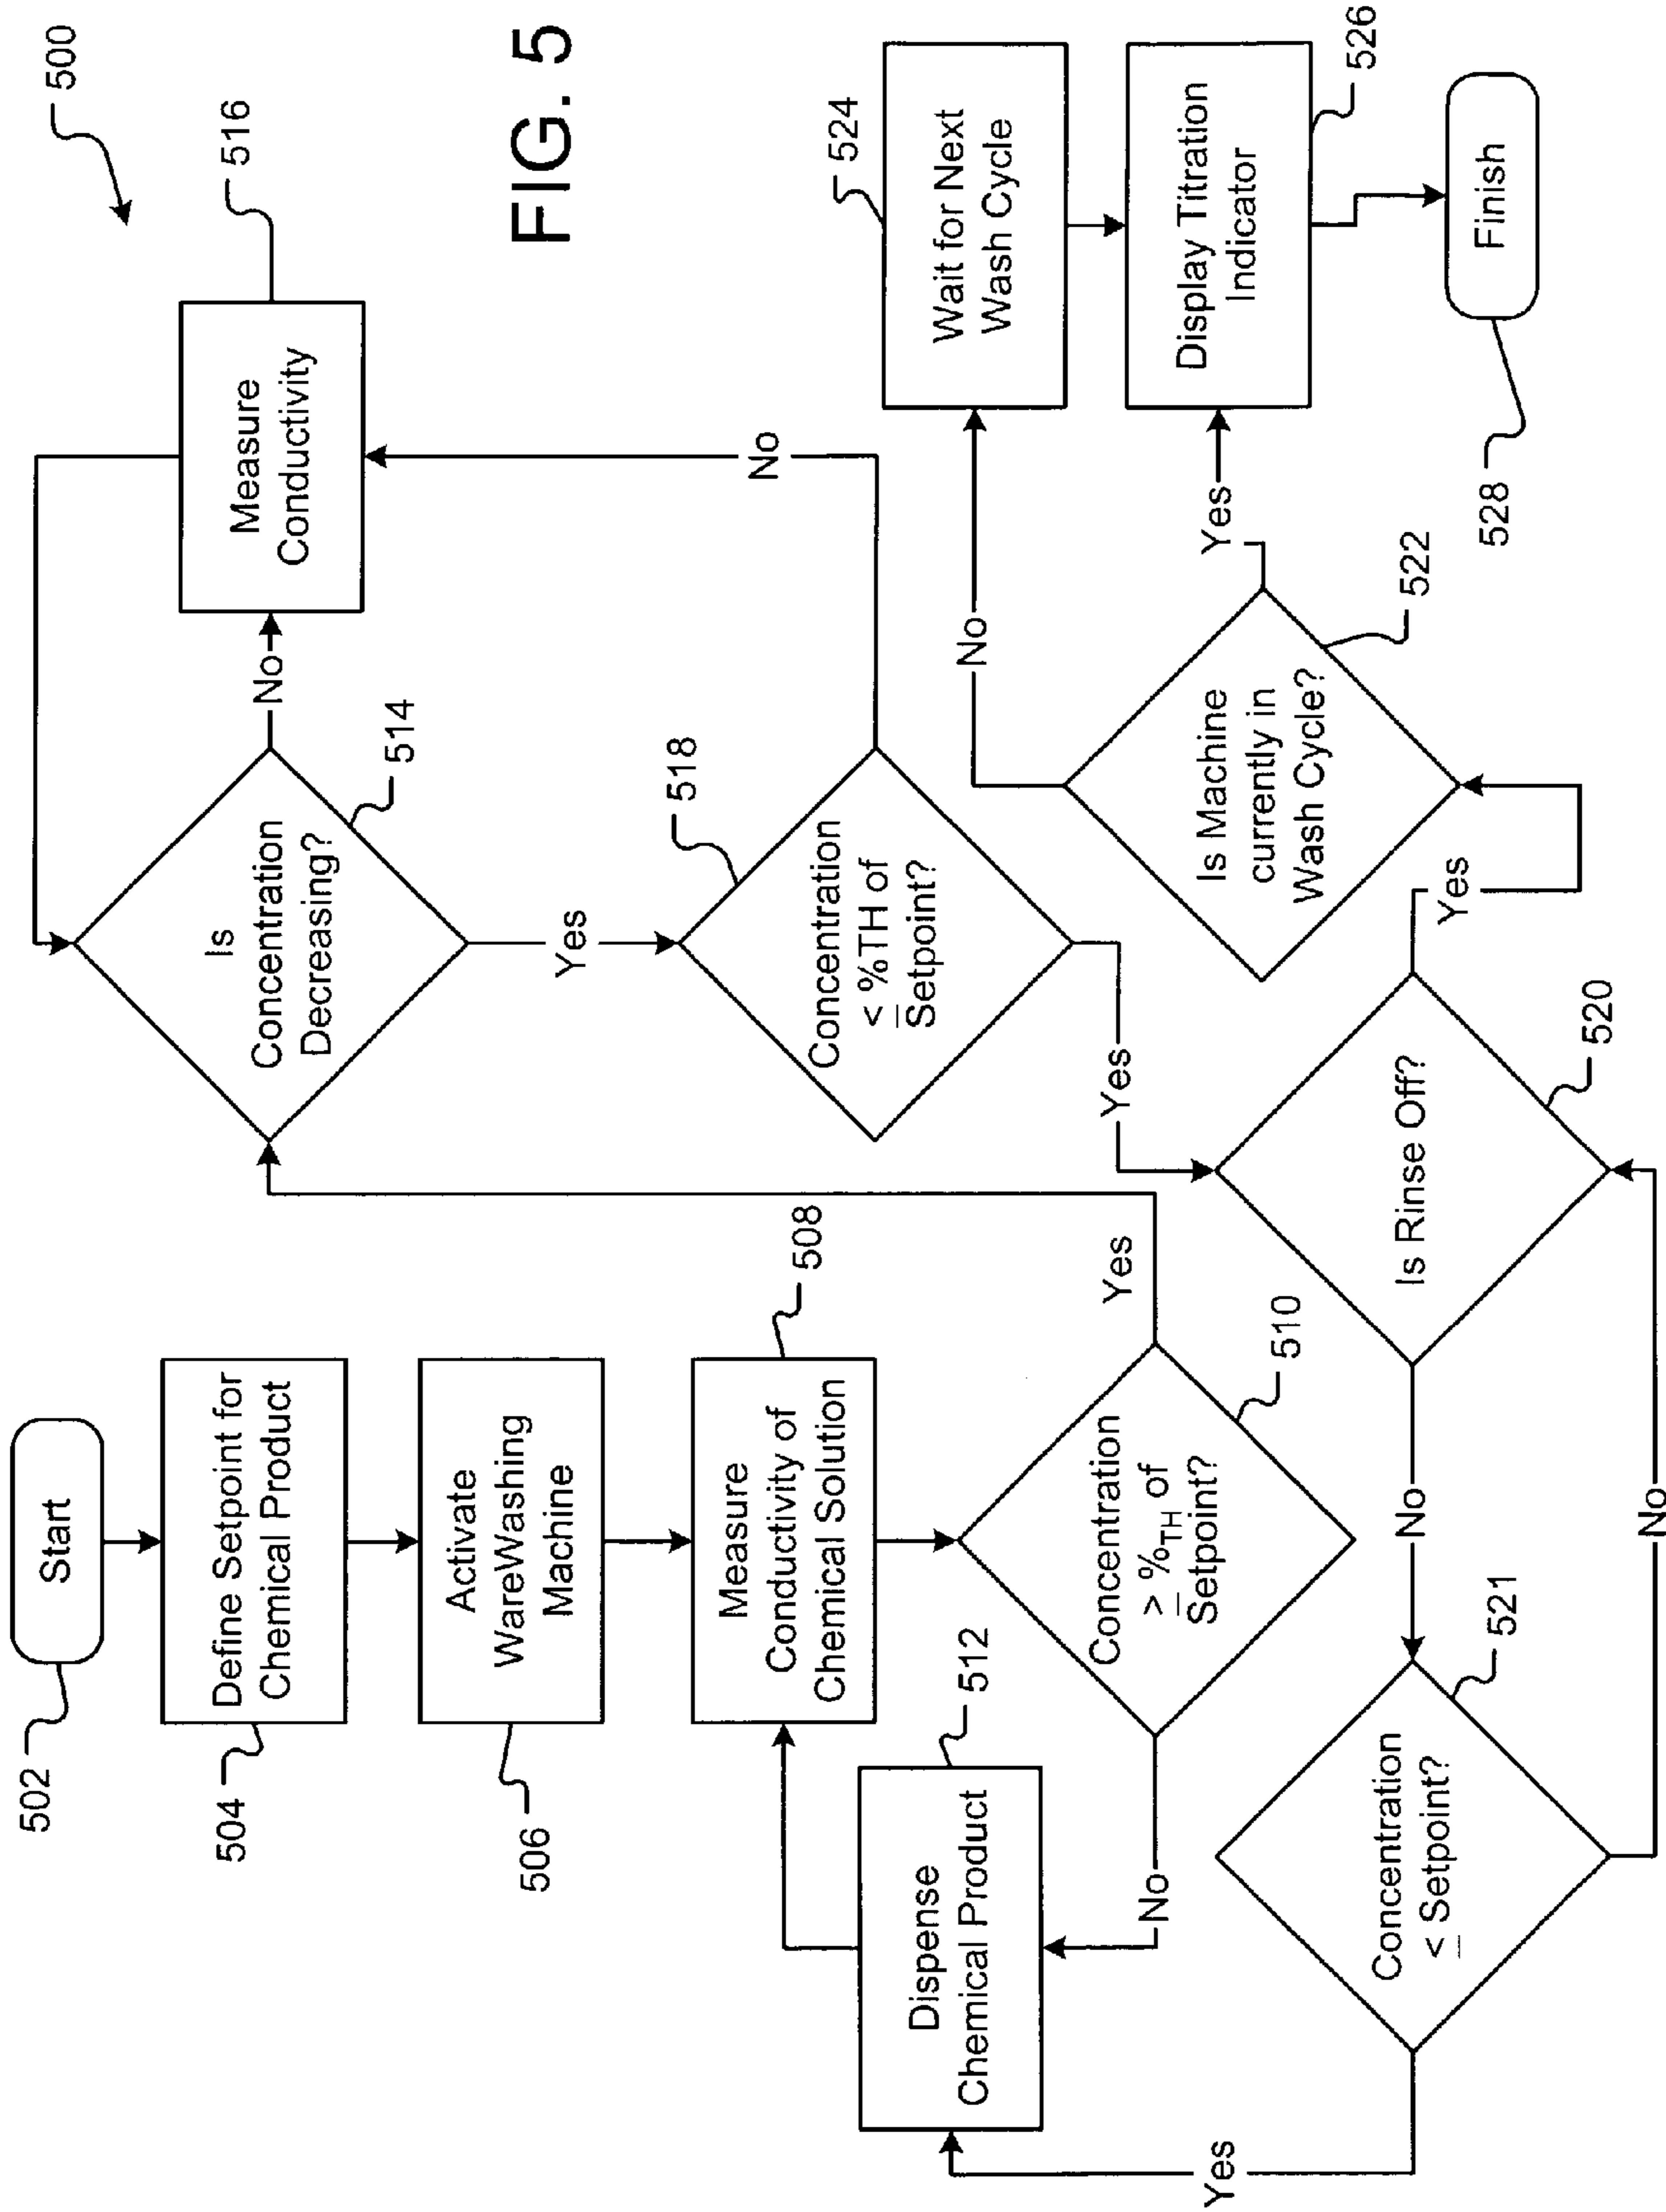 500
FIG. 5
502
Start
504
Define Setpoint for
Chemical Product
506
Activate
WareWashing
Machine
508
Measure
Conductivity of
Chemical Solution
510
Concentration
≥ %TH of
Setpoint?
No
Yes
512
Dispense
Chemical Product
514
Is
Concentration
Decreasing?
No
Yes
516
Measure
Conductivity
518
Concentration
≤ %TH of
Setpoint?
No
Yes
520
Is Rinse Off?
No
Yes
521
Concentration
≤ Setpoint?
Yes
No
522
Is Machine
currently in
Wash Cycle?
No
Yes
524
Wait for Next
Wash Cycle
526
Display Titration
Indicator
528
Finish